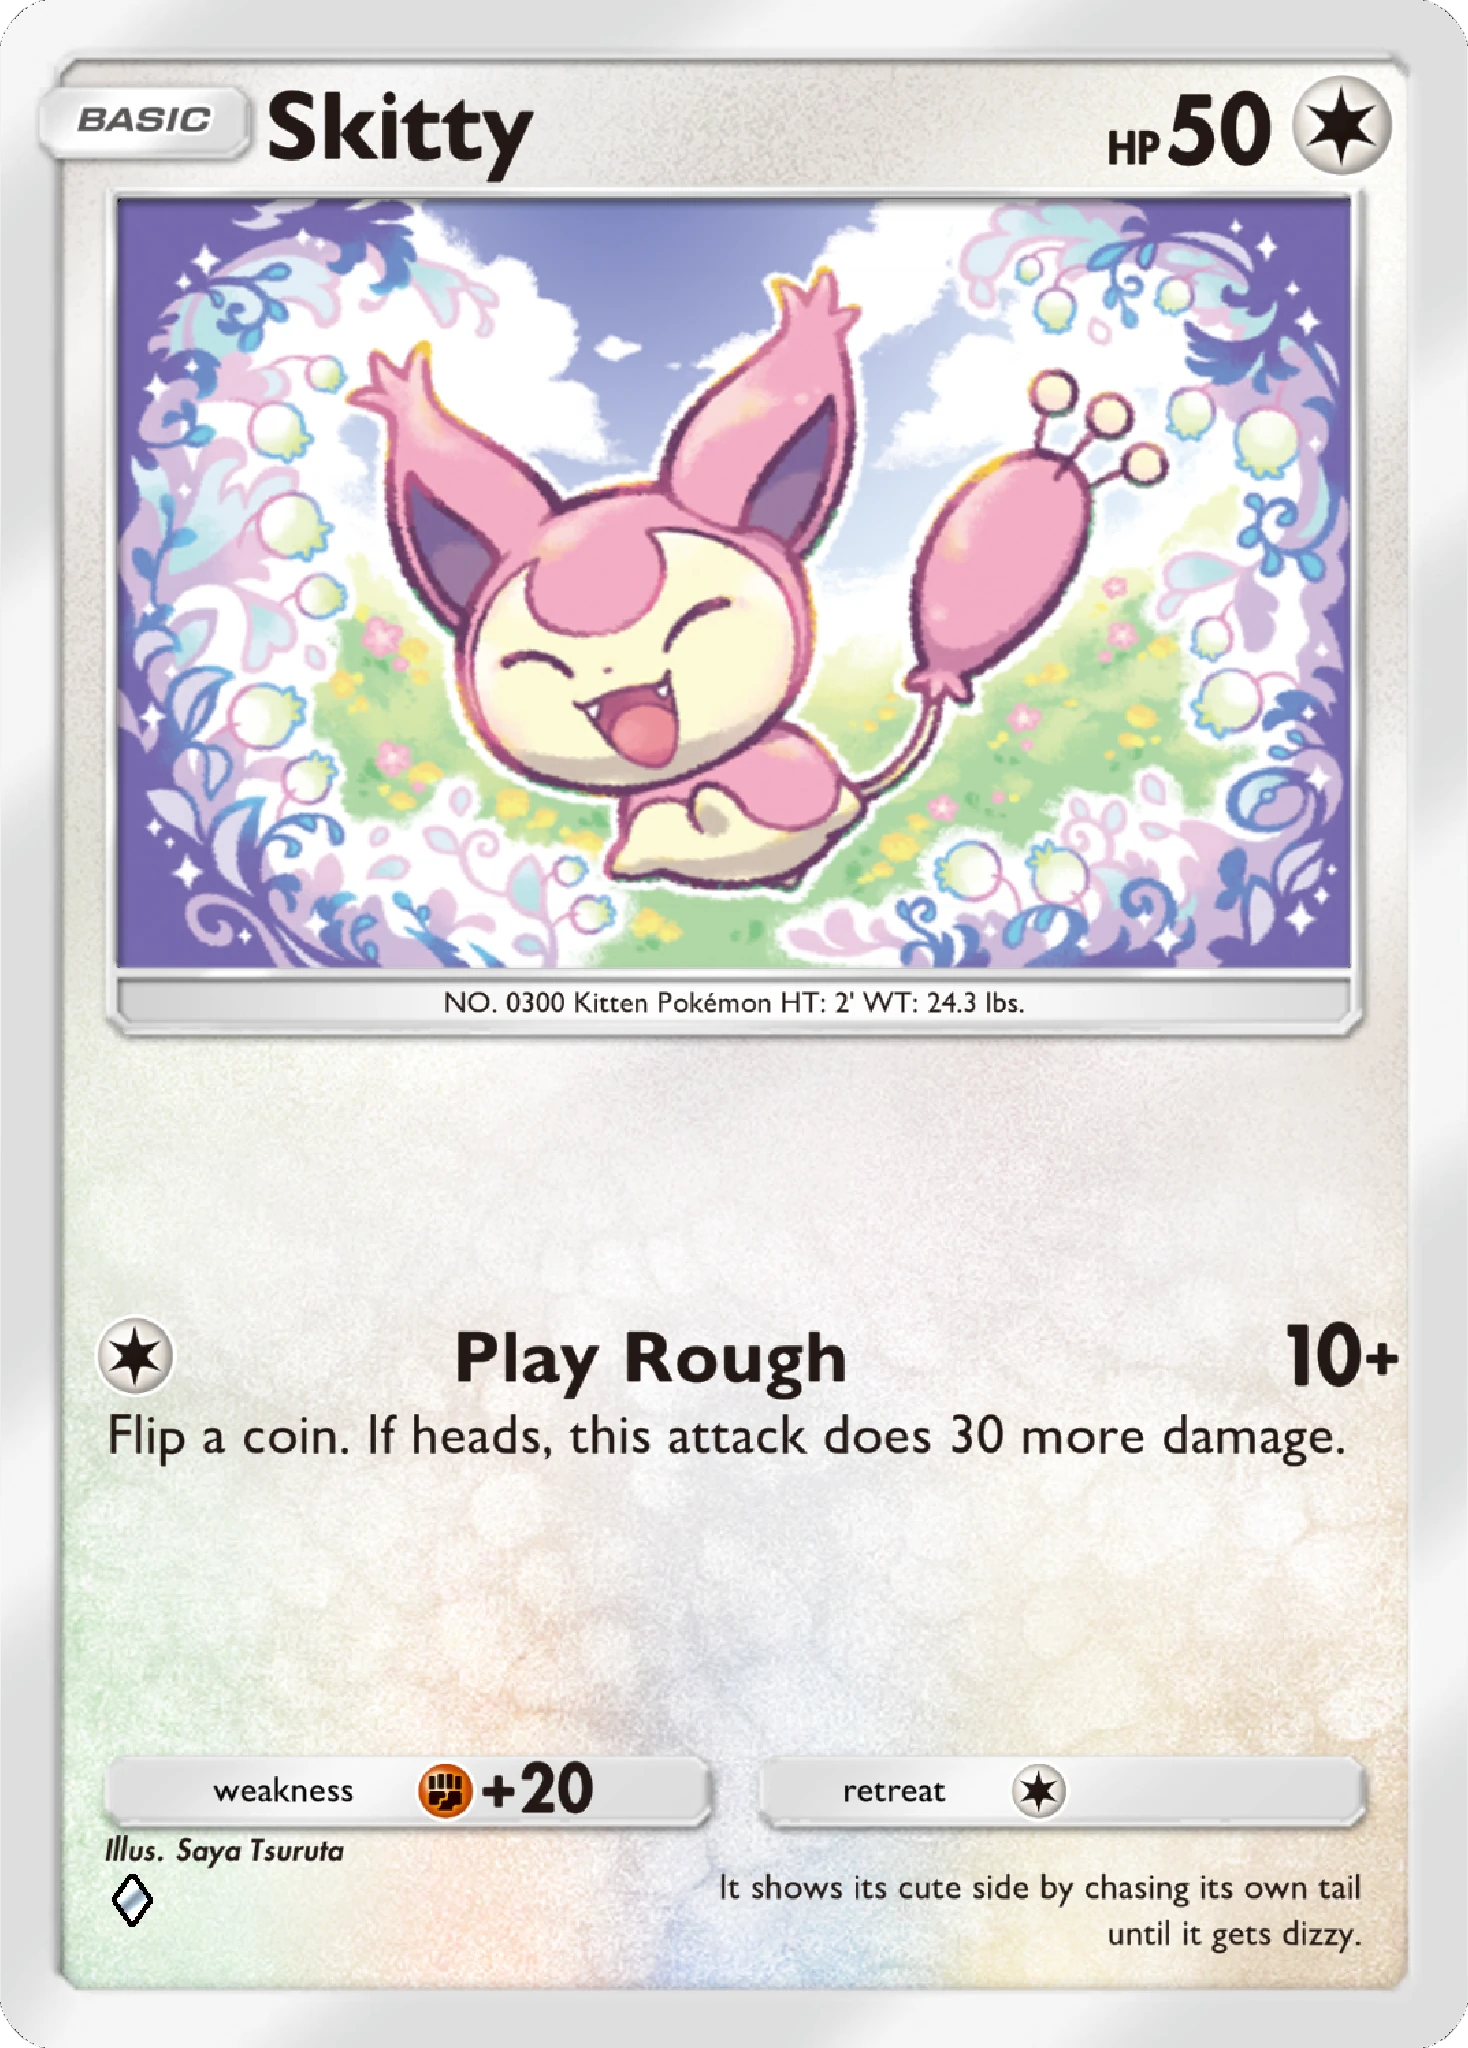 BASIC Skitty HP 50
NO. 0300 Kitten Pokémon HT: 2' WT: 24.3 lbs.
Play Rough 10+
Flip a coin. If heads, this attack does 30 more damage.
weakness +20 retreat
Illus. Saya Tsuruta
It shows its cute side by chasing its own tail
until it gets dizzy.